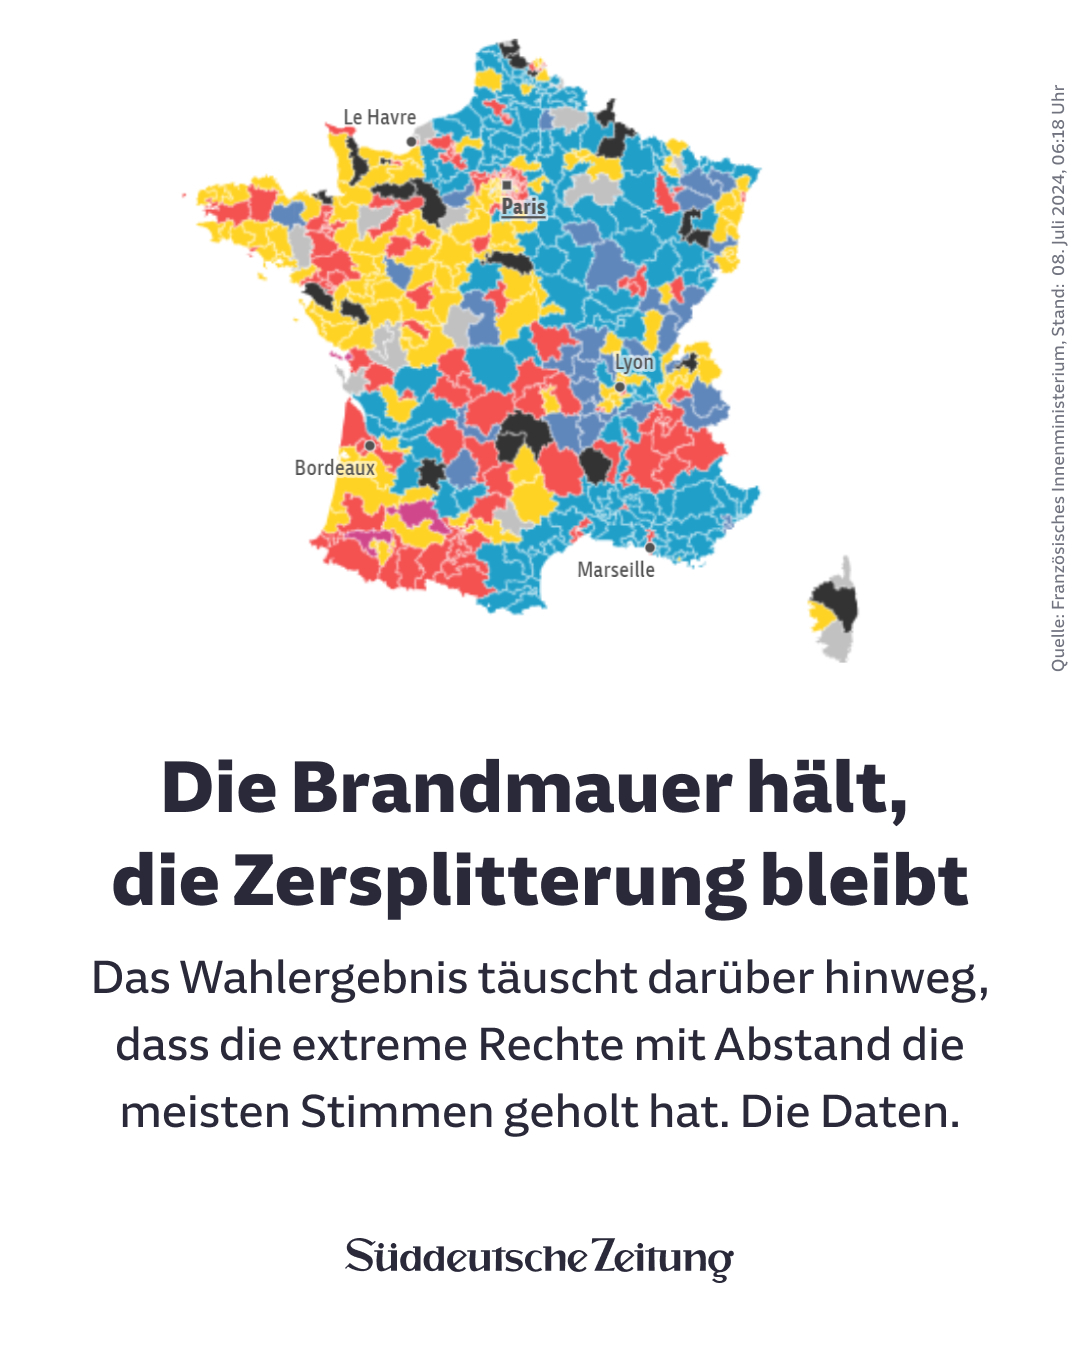 Le Havre
Paris
Lyon
Bordeaux
Marseille
Quelle: Französisches Innenministerium, Stand: 08. Juli 2024, 06:18 Uhr
Die Brandmauer hält,
die Zersplitterung bleibt
Das Wahlergebnis täuscht darüber hinweg,
dass die extreme Rechte mit Abstand die
meisten Stimmen geholt hat. Die Daten.
Süddeutsche Zeitung